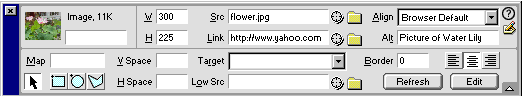 Image, 11K W 300 Src flower.jpg Align Browser Default
H 225 Link http://www.yahoo.com Alt Picture of Water Lily
Map V Space Target Border 0
H Space Low Src Refresh Edit